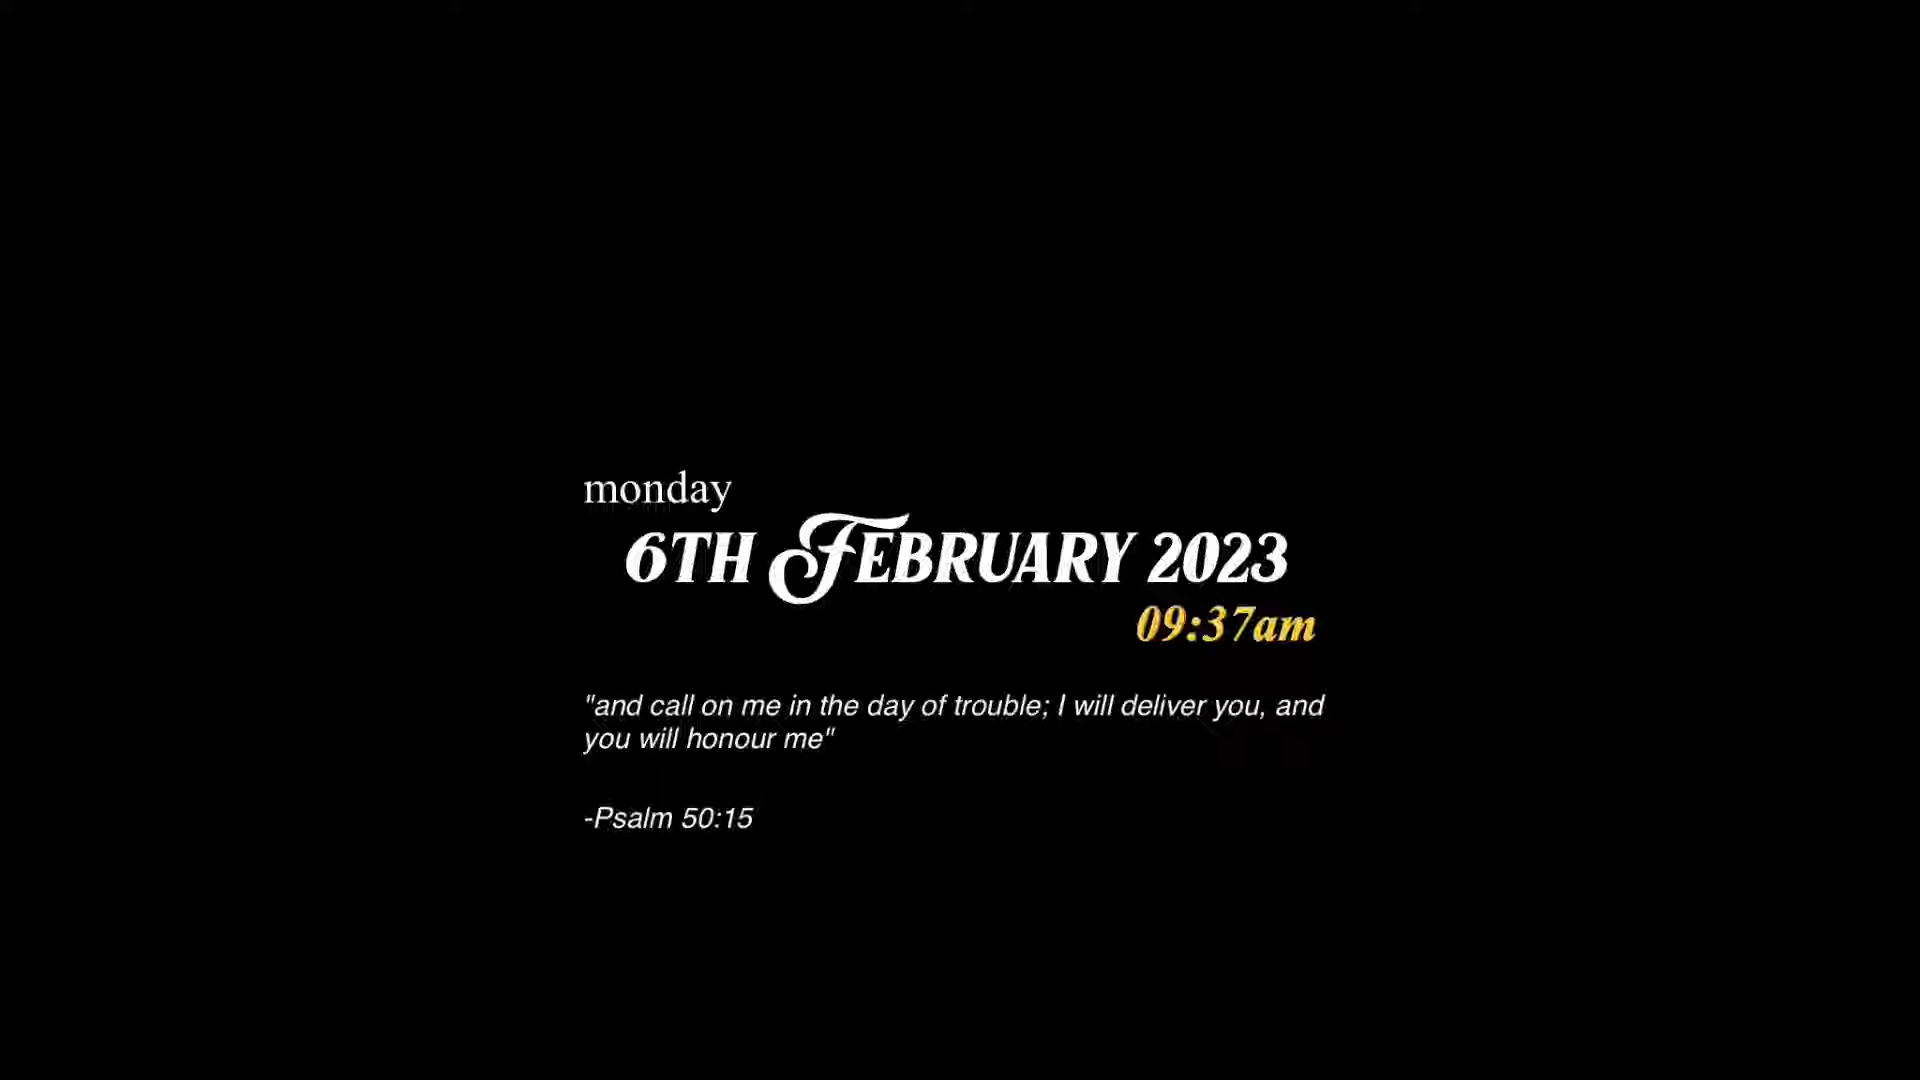 monday
6TH FEBRUARY 2023
09:37am
"and call on me in the day of trouble; I will deliver you, and
you will honour me"
-Psalm 50:15